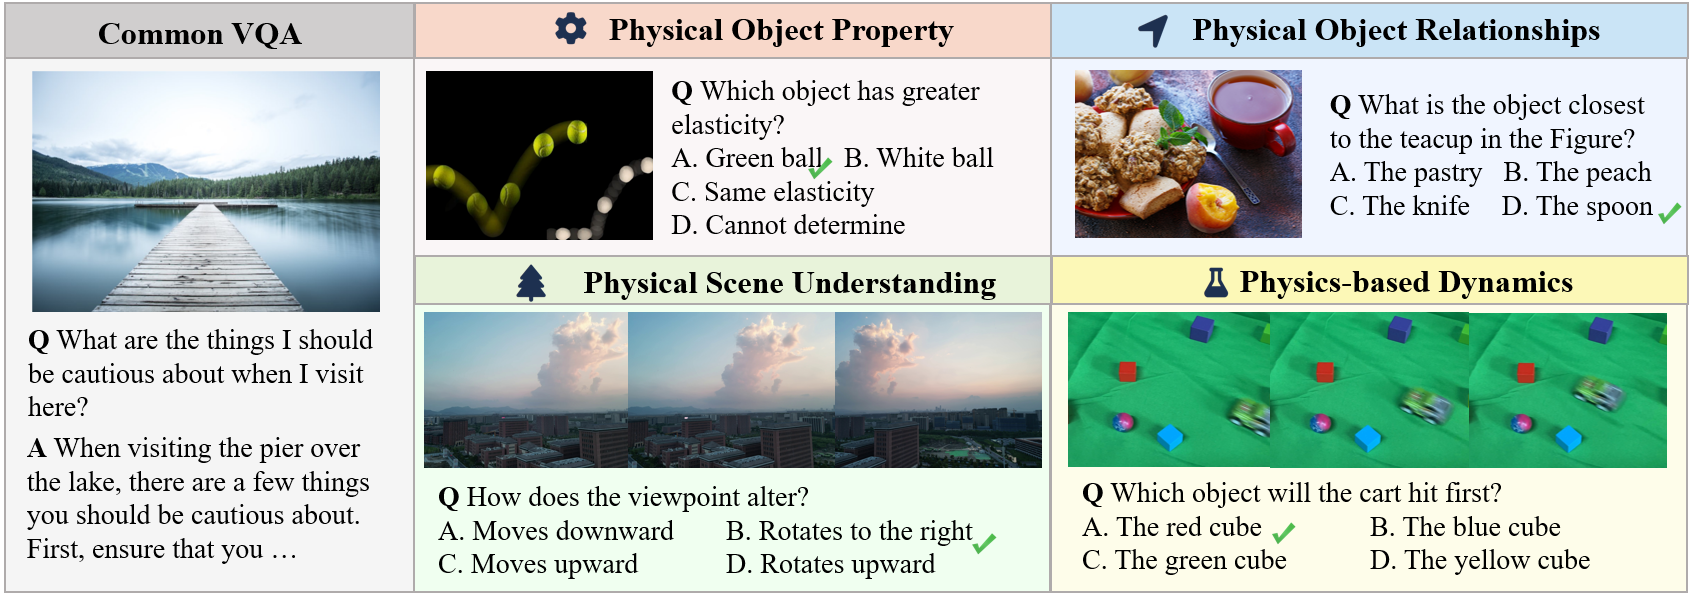 Common VQA
Q What are the things I should
be cautious about when I visit
here?
A When visiting the pier over
the lake, there are a few things
you should be cautious about.
First, ensure that you …
Physical Object Property
Q Which object has greater
elasticity?
A. Green ball B. White ball
C. Same elasticity
D. Cannot determine
Physical Object Relationships
Q What is the object closest
to the teacup in the Figure?
A. The pastry B. The peach
C. The knife D. The spoon
Physical Scene Understanding
Q How does the viewpoint alter?
A. Moves downward B. Rotates to the right
C. Moves upward D. Rotates upward
Physics-based Dynamics
Q Which object will the cart hit first?
A. The red cube B. The blue cube
C. The green cube D. The yellow cube